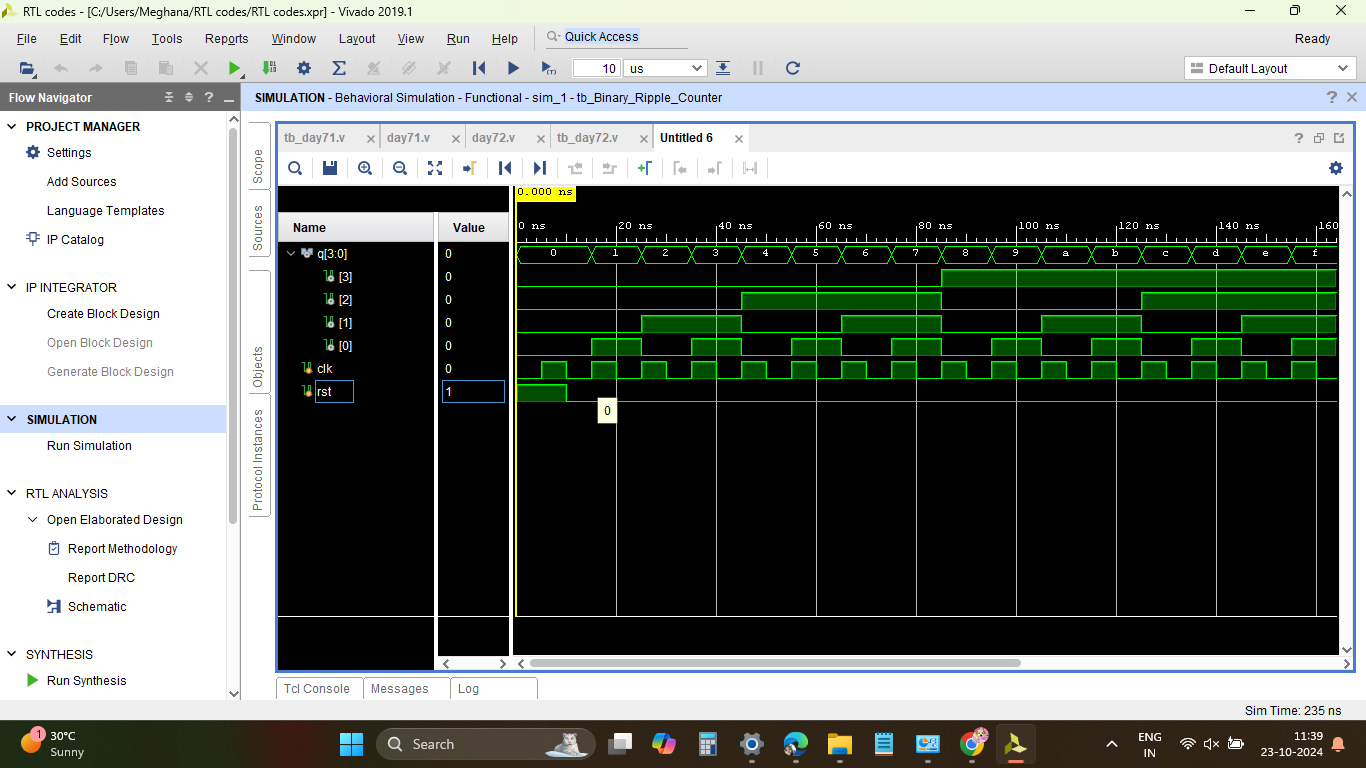 RTL codes - [C:/Users/Meghana/RTL codes/RTL codes.xpr] - Vivado 2019.1
File Edit Flow Tools Reports Window Layout View Run Help Quick Access Ready
10 us Default Layout
Flow Navigator
SIMULATION - Behavioral Simulation - Functional - sim_1 - tb_Binary_Ripple_Counter
PROJECT MANAGER
Settings
Add Sources
Language Templates
IP Catalog
IP INTEGRATOR
Create Block Design
Open Block Design
Generate Block Design
SIMULATION
Run Simulation
RTL ANALYSIS
Open Elaborated Design
Report Methodology
Report DRC
Schematic
SYNTHESIS
Run Synthesis
Scope
Sources
Objects
Protocol Instances
tb_day71.v day71.v day72.v tb_day72.v Untitled 6
0.000 ns
Name Value
0 ns 20 ns 40 ns 60 ns 80 ns 100 ns 120 ns 140 ns 160
q[3:0] 0 0 1 2 3 4 5 6 7 8 9 a b c d e f
[3] 0
[2] 0
[1] 0
[0] 0
clk 0
rst 1
0
Tcl Console Messages Log
Sim Time: 235 ns
1
30°C
Sunny
Search
ENG
IN
11:39
23-10-2024